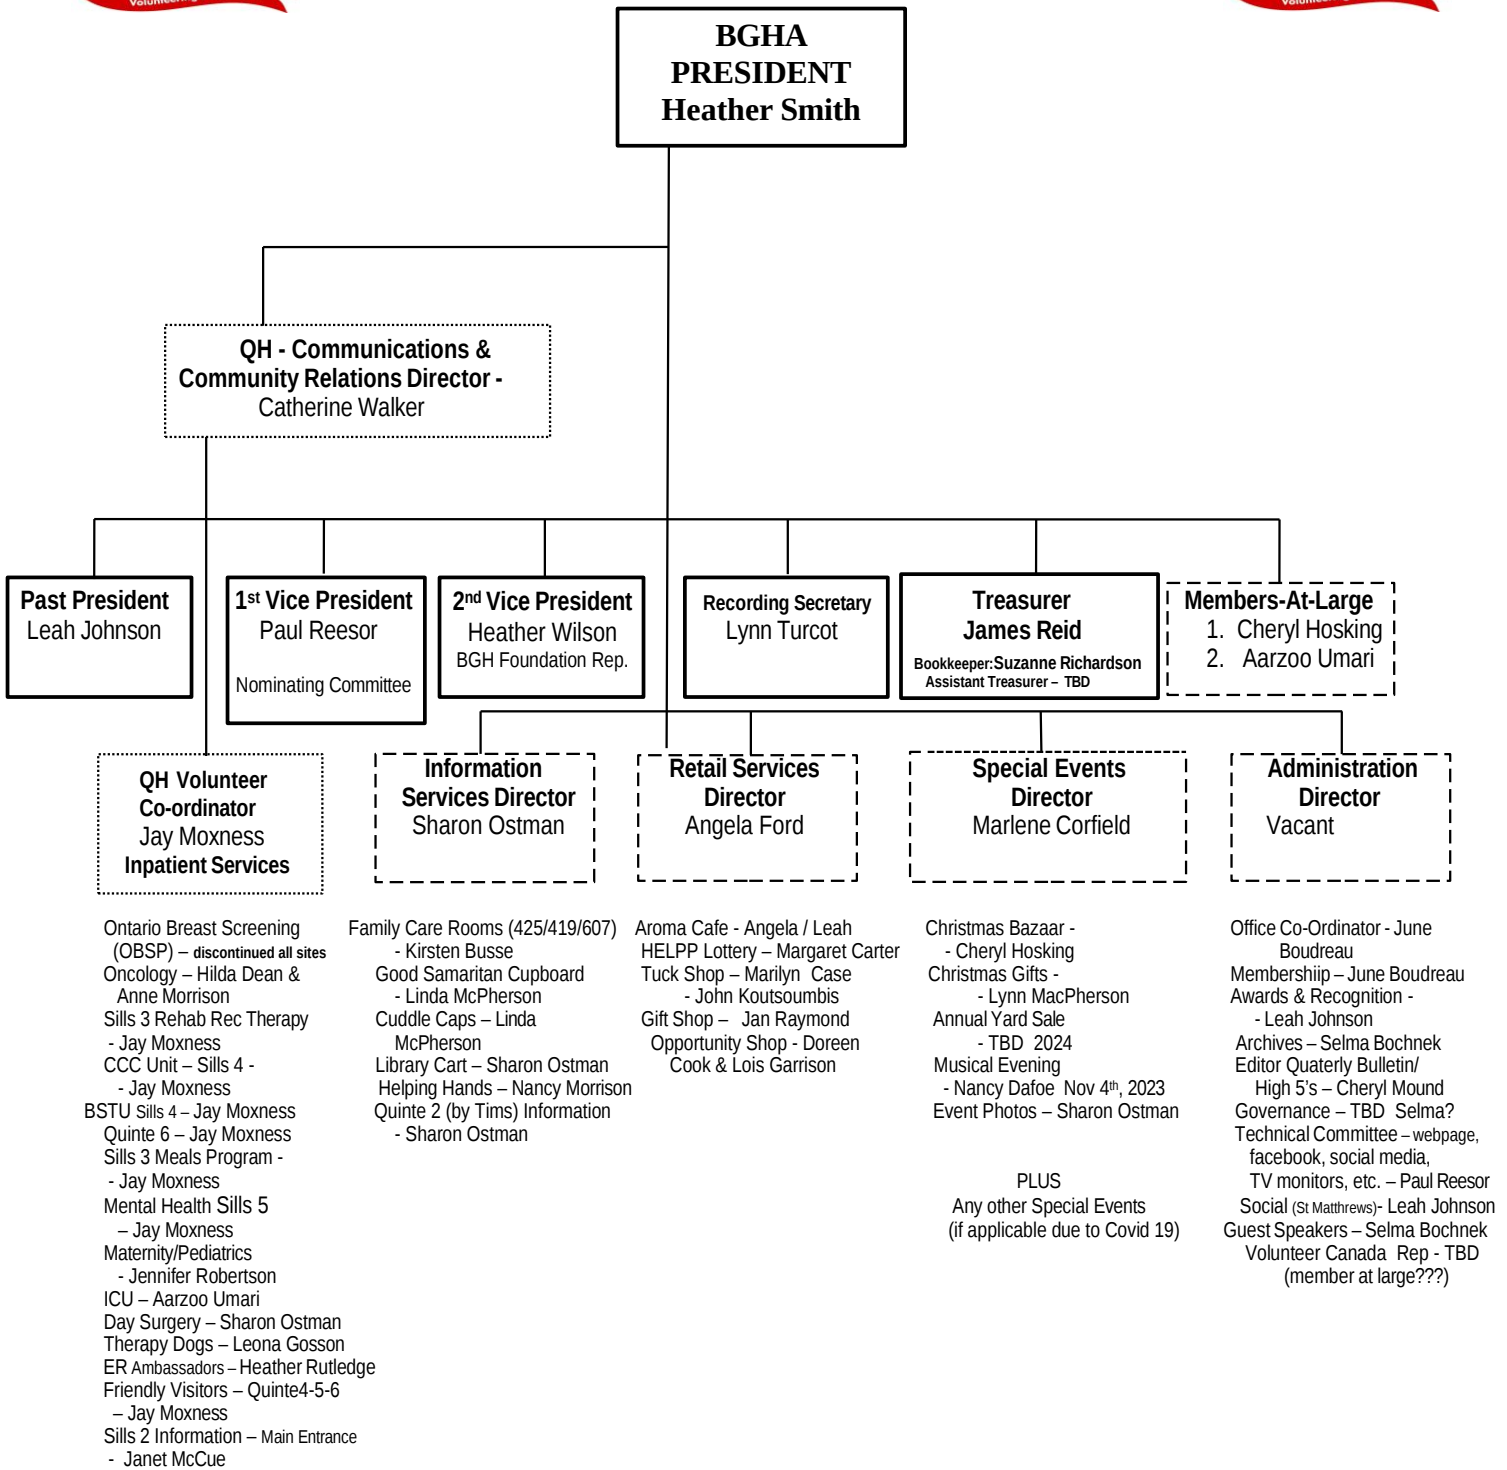 Volunteering
Volunteering
BGHA
PRESIDENT
Heather Smith
QH - Communications &
Community Relations Director -
Catherine Walker
Past President
Leah Johnson
1st Vice President
Paul Reesor
Nominating Committee
2nd Vice President
Heather Wilson
BGH Foundation Rep.
Recording Secretary
Lynn Turcot
Treasurer
James Reid
Bookkeeper:Suzanne Richardson
Assistant Treasurer – TBD
Members-At-Large
1. Cheryl Hosking
2. Aarzoo Umari
QH Volunteer
Co-ordinator
Jay Moxness
Inpatient Services
Information
Services Director
Sharon Ostman
Retail Services
Director
Angela Ford
Special Events
Director
Marlene Corfield
Administration
Director
Vacant
Ontario Breast Screening
(OBSP) – discontinued all sites
Oncology – Hilda Dean &
Anne Morrison
Sills 3 Rehab Rec Therapy
- Jay Moxness
CCC Unit – Sills 4 -
- Jay Moxness
BSTU Sills 4 – Jay Moxness
Quinte 6 – Jay Moxness
Sills 3 Meals Program -
- Jay Moxness
Mental Health Sills 5
– Jay Moxness
Maternity/Pediatrics
- Jennifer Robertson
ICU – Aarzoo Umari
Day Surgery – Sharon Ostman
Therapy Dogs – Leona Gosson
ER Ambassadors – Heather Rutledge
Friendly Visitors – Quinte4-5-6
– Jay Moxness
Sills 2 Information – Main Entrance
- Janet McCue
Family Care Rooms (425/419/607)
- Kirsten Busse
Good Samaritan Cupboard
- Linda McPherson
Cuddle Caps – Linda
McPherson
Library Cart – Sharon Ostman
Helping Hands – Nancy Morrison
Quinte 2 (by Tims) Information
- Sharon Ostman
Aroma Cafe - Angela / Leah
HELPP Lottery – Margaret Carter
Tuck Shop – Marilyn Case
- John Koutsoumbis
Gift Shop – Jan Raymond
Opportunity Shop - Doreen
Cook & Lois Garrison
Christmas Bazaar -
- Cheryl Hosking
Christmas Gifts -
- Lynn MacPherson
Annual Yard Sale
- TBD 2024
Musical Evening
- Nancy Dafoe Nov 4th, 2023
Event Photos – Sharon Ostman
PLUS
Any other Special Events
(if applicable due to Covid 19)
Office Co-Ordinator - June
Boudreau
Membershiip – June Boudreau
Awards & Recognition -
- Leah Johnson
Archives – Selma Bochnek
Editor Quaterly Bulletin/
High 5's – Cheryl Mound
Governance – TBD Selma?
Technical Committee – webpage,
facebook, social media,
TV monitors, etc. – Paul Reesor
Social (St Matthrews)- Leah Johnson
Guest Speakers – Selma Bochnek
Volunteer Canada Rep - TBD
(member at large???)